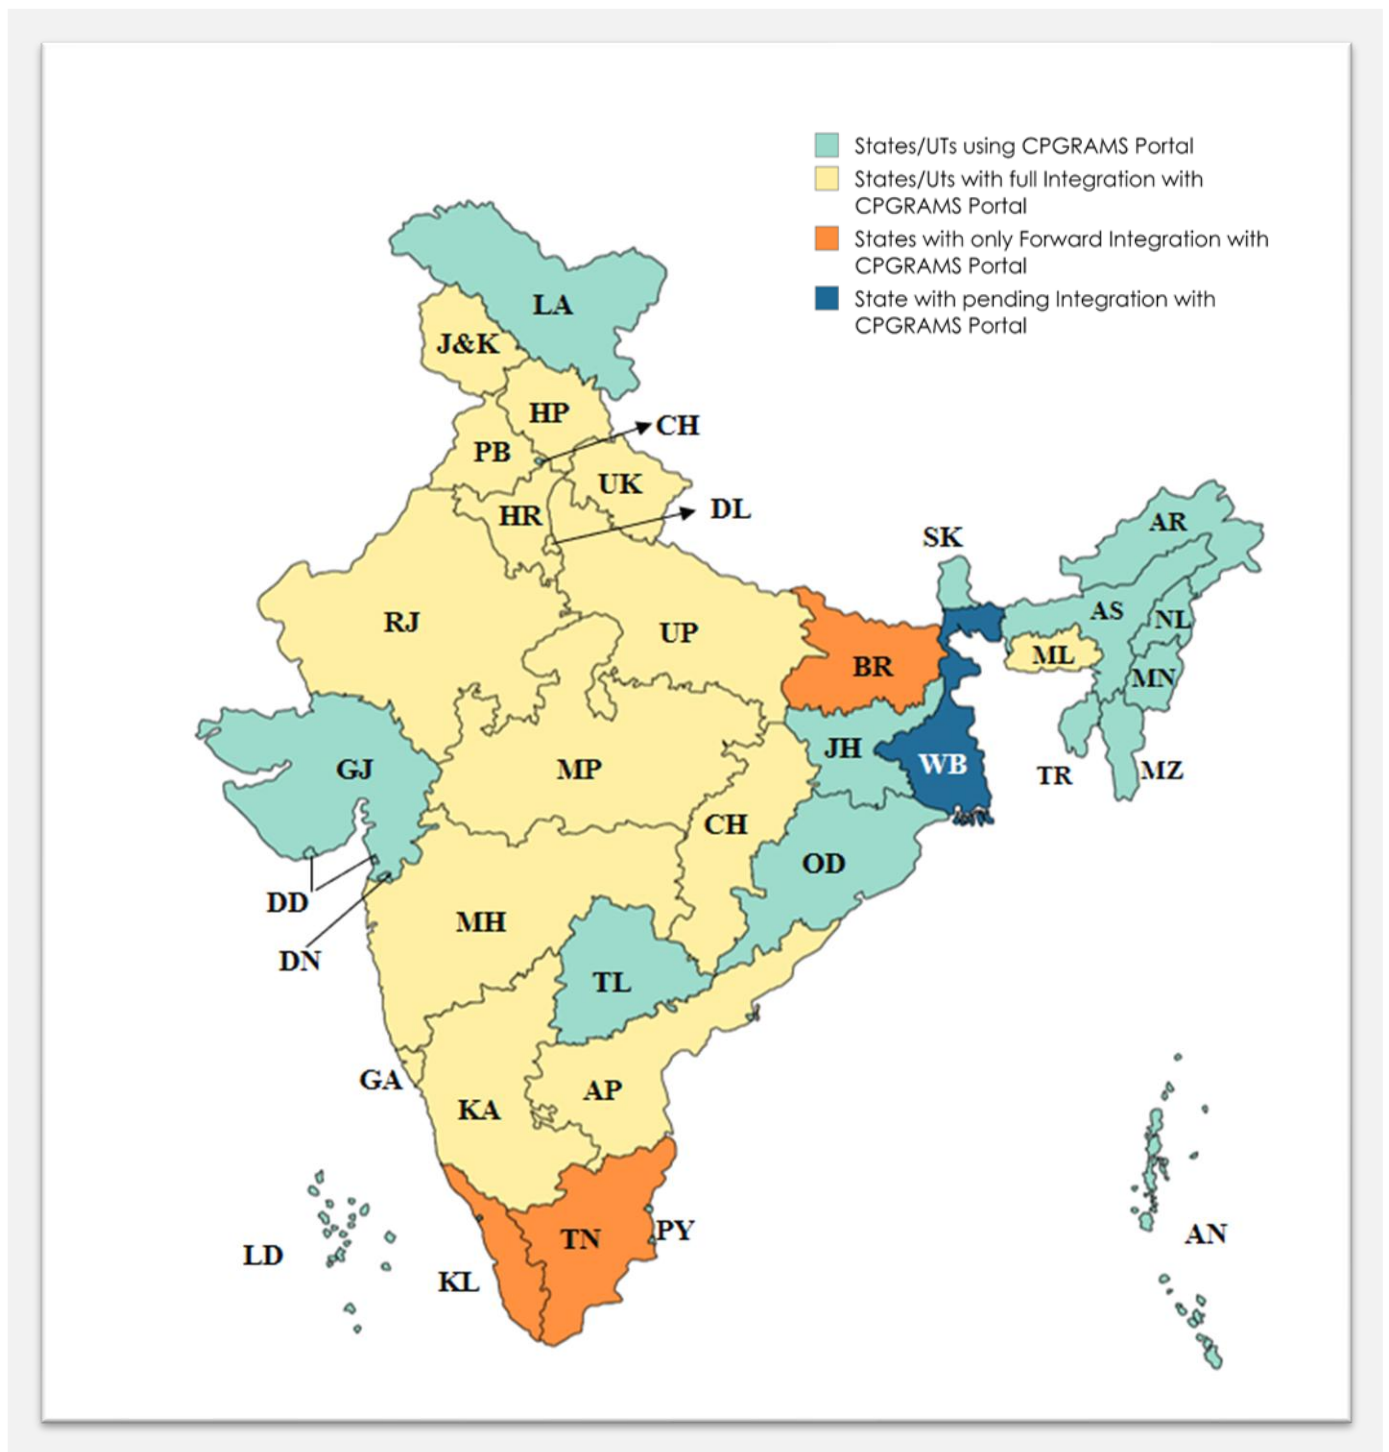 States/UTs using CPGRAMS Portal
States/Uts with full Integration with
CPGRAMS Portal
States with only Forward Integration with
CPGRAMS Portal
State with pending Integration with
CPGRAMS Portal
LA
J&K
HP
CH
PB
UK
HR
DL
AR
SK
AS
NL
RJ
UP
ML
BR
MN
JH
WB
GJ
MP
TR
MZ
CH
OD
DD
MH
DN
TL
GA
AP
KA
PY
TN
AN
LD
KL